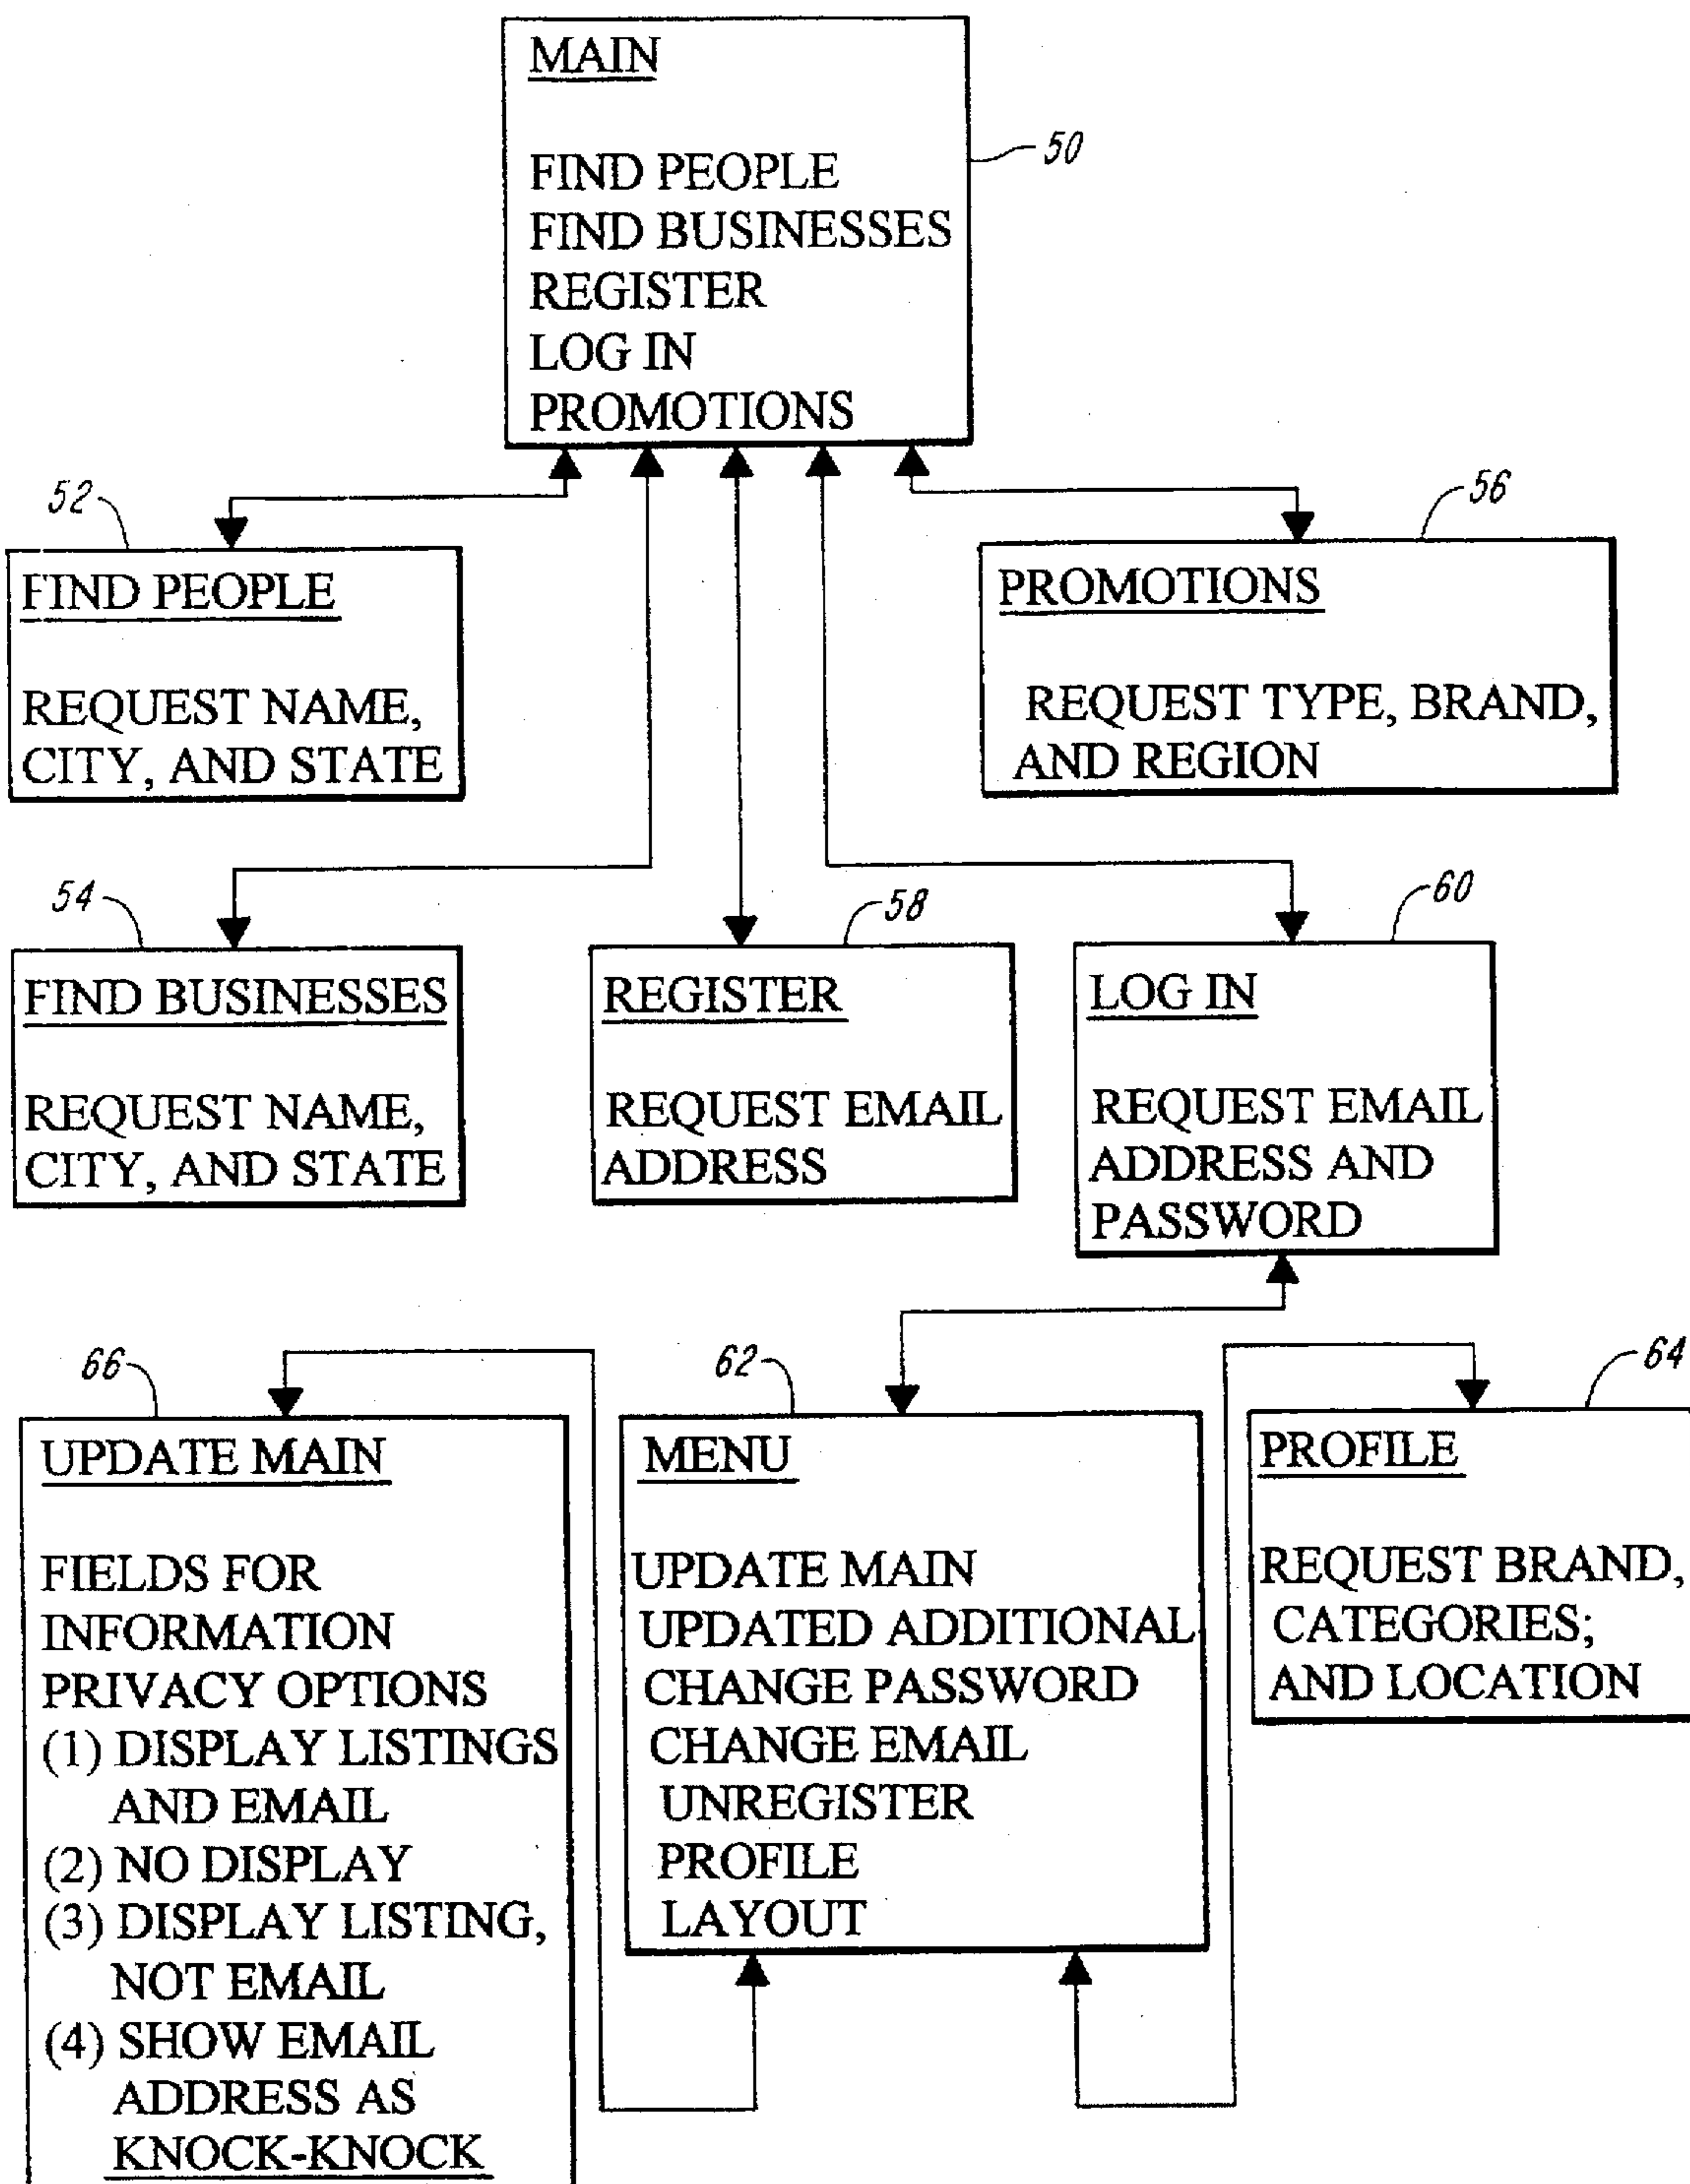 MAIN
FIND PEOPLE
FIND BUSINESSES
REGISTER
LOG IN
PROMOTIONS
50
52
FIND PEOPLE
REQUEST NAME,
CITY, AND STATE
56
PROMOTIONS
REQUEST TYPE, BRAND,
AND REGION
54
FIND BUSINESSES
REQUEST NAME,
CITY, AND STATE
58
REGISTER
REQUEST EMAIL
ADDRESS
60
LOG IN
REQUEST EMAIL
ADDRESS AND
PASSWORD
66
UPDATE MAIN
FIELDS FOR
INFORMATION
PRIVACY OPTIONS
(1) DISPLAY LISTINGS
AND EMAIL
(2) NO DISPLAY
(3) DISPLAY LISTING,
NOT EMAIL
(4) SHOW EMAIL
ADDRESS AS
KNOCK-KNOCK
62
MENU
UPDATE MAIN
UPDATED ADDITIONAL
CHANGE PASSWORD
CHANGE EMAIL
UNREGISTER
PROFILE
LAYOUT
64
PROFILE
REQUEST BRAND,
CATEGORIES;
AND LOCATION